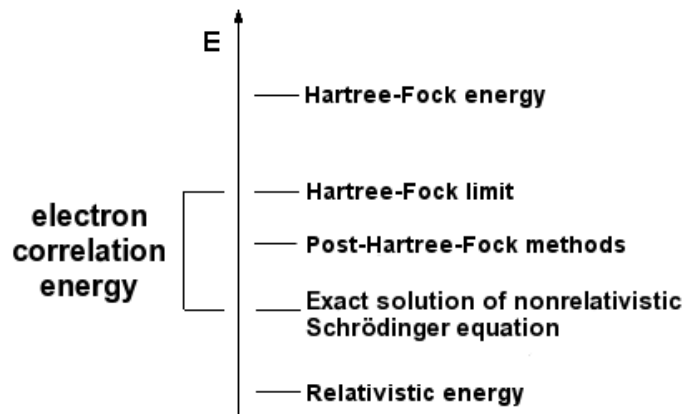 E
Hartree-Fock energy
Hartree-Fock limit
electron
correlation
energy
Post-Hartree-Fock methods
Exact solution of nonrelativistic
Schrödinger equation
Relativistic energy